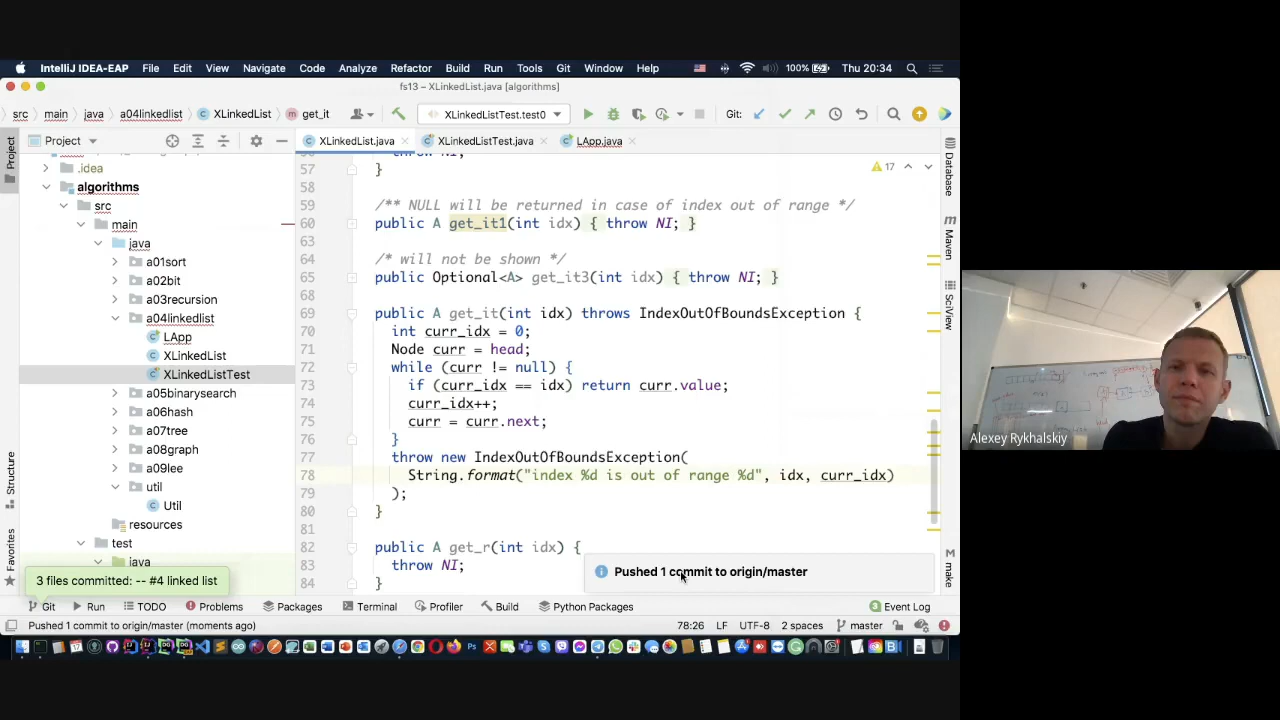 IntelliJ IDEA-EAP File Edit View Navigate Code Analyze Refactor Build Run Tools Git Window Help 100% Thu 20:34
fs13 – XLinkedList.java [algorithms]
src main java a04linkedlist XLinkedList get_it XLinkedListTest.test0 Git:
Project XLinkedList.java XLinkedListTest.java LApp.java
.idea
algorithms
src
main
java
a01sort
a02bit
a03recursion
a04linkedlist
LApp
XLinkedList
XLinkedListTest
a05binarysearch
a06hash
a07tree
a08graph
a09lee
util
Util
resources
test
java
17
57 }
58
59 /** NULL will be returned in case of index out of range */
60 public A get_it1(int idx) { throw NI; }
63
64 /* will not be shown */
65 public Optional<A> get_it3(int idx) { throw NI; }
68
69 public A get_it(int idx) throws IndexOutOfBoundsException {
70 int curr_idx = 0;
71 Node curr = head;
72 while (curr != null) {
73 if (curr_idx == idx) return curr.value;
74 curr_idx++;
75 curr = curr.next;
76 }
77 throw new IndexOutOfBoundsException(
78 String.format("index %d is out of range %d", idx, curr_idx)
79 );
80 }
81
82 public A get_r(int idx) {
83 throw NI;
84 }
Project
Structure
Favorites
Database
Maven
SciView
make
3 files committed: -- #4 linked list
Pushed 1 commit to origin/master
Git Run TODO Problems Packages Terminal Profiler Build Python Packages Event Log
Pushed 1 commit to origin/master (moments ago) 78:26 LF UTF-8 2 spaces master
Alexey Rykhalskiy